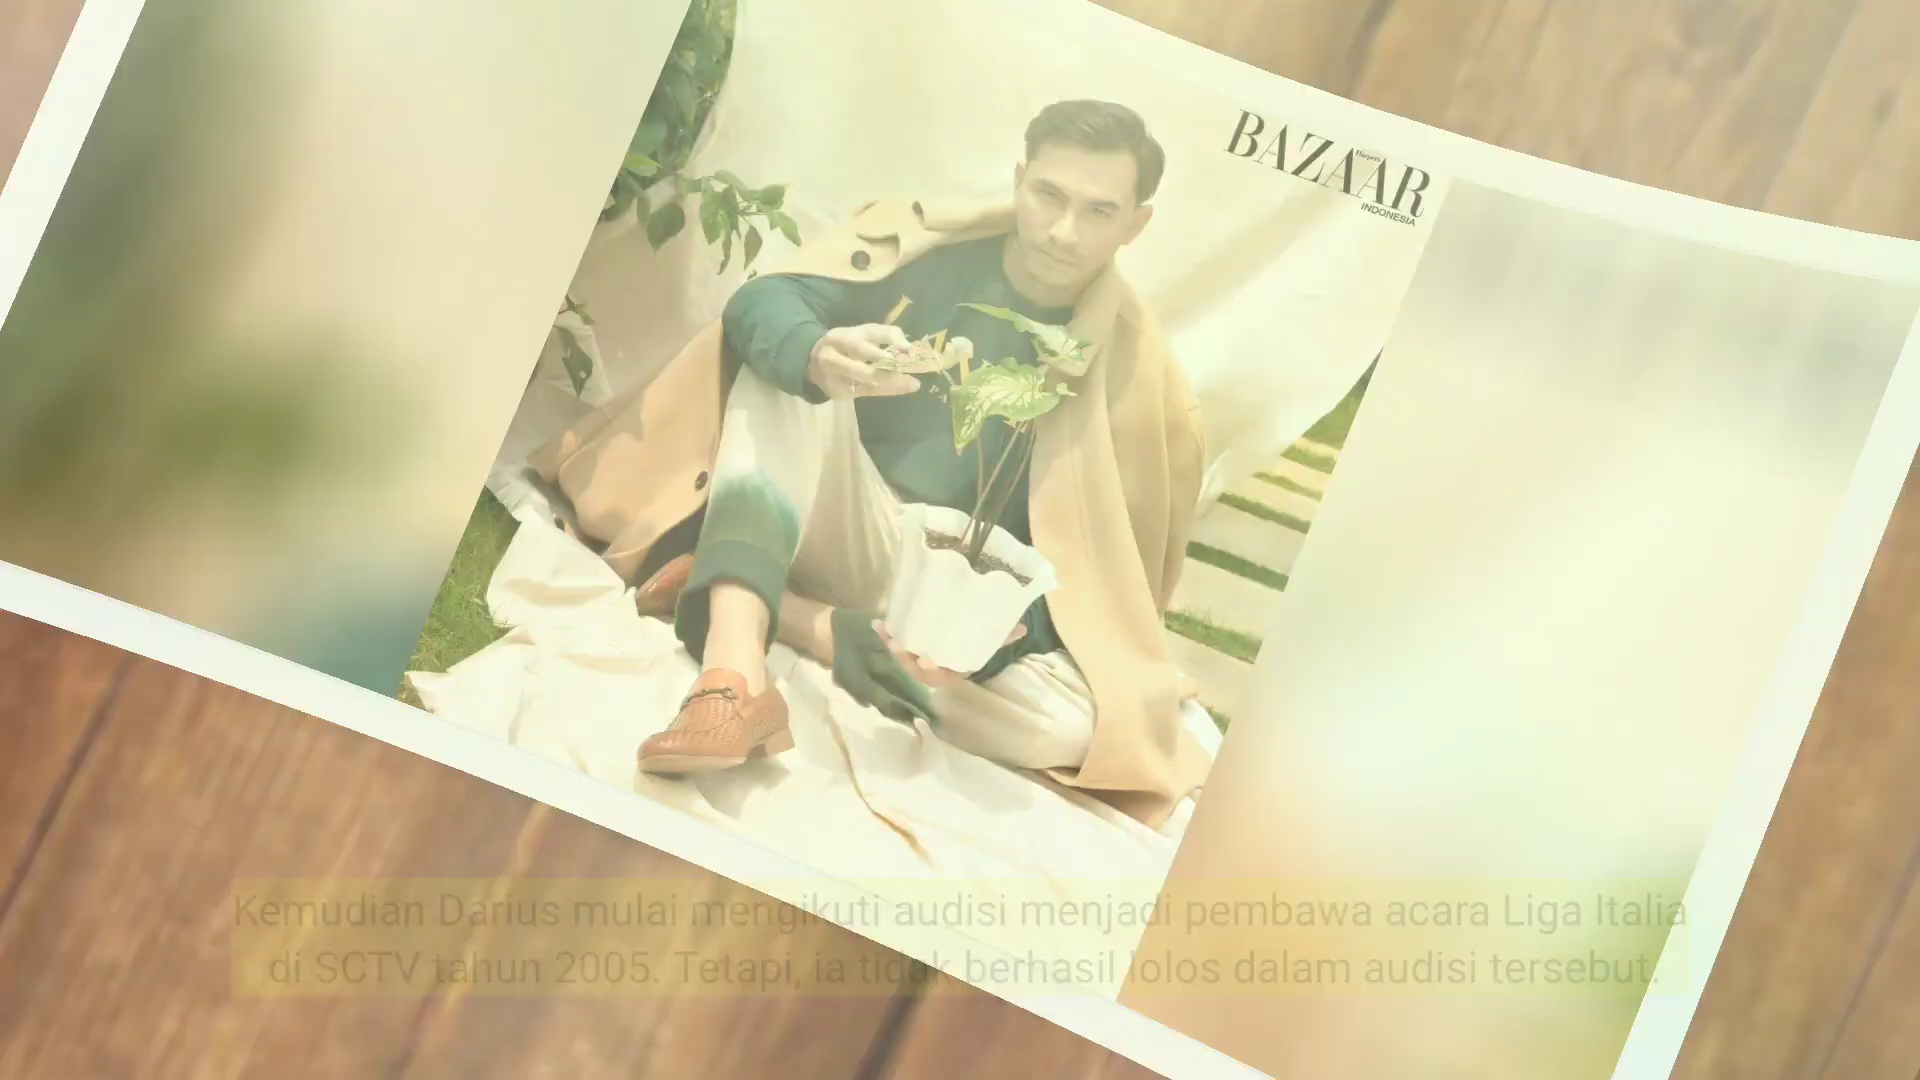 Harper's
BAZAAR
INDONESIA
Kemudian Darius mulai mengikuti audisi menjadi pembawa acara Liga Italia
di SCTV tahun 2005. Tetapi, ia tidak berhasil lolos dalam audisi tersebut.